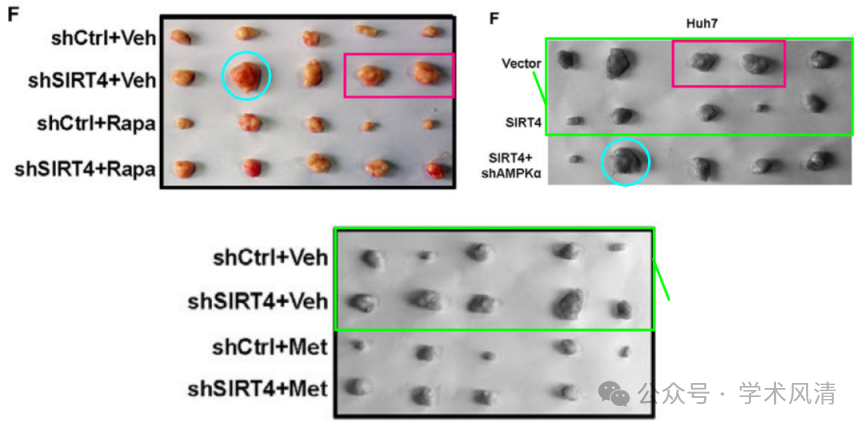 F
shCtrl+Veh
shSIRT4+Veh
shCtrl+Rapa
shSIRT4+Rapa
F
Huh7
Vector
SIRT4
SIRT4+
shAMPKα
shCtrl+Veh
shSIRT4+Veh
shCtrl+Met
shSIRT4+Met
公众号 · 学术风清